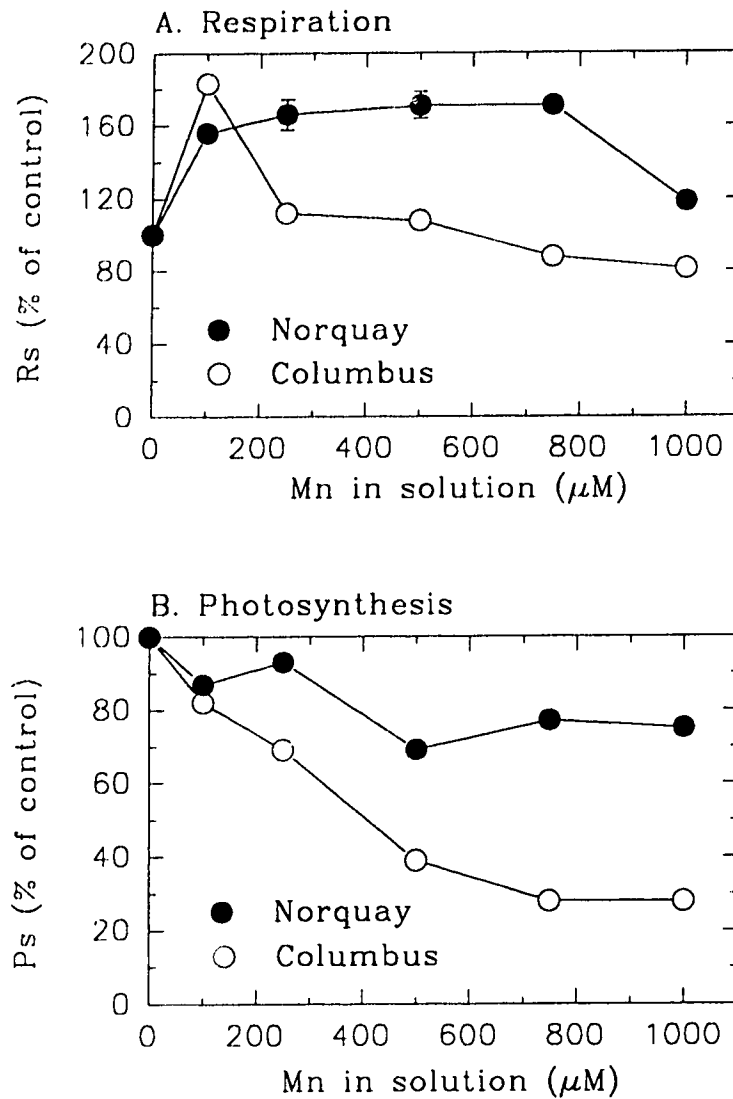 A. Respiration
200
160
120
80
40
0
Rs (% of control)
Norquay
Columbus
0 200 400 600 800 1000
Mn in solution (μM)
B. Photosynthesis
100
80
60
40
20
0
Ps (% of control)
Norquay
Columbus
0 200 400 600 800 1000
Mn in solution (μM)